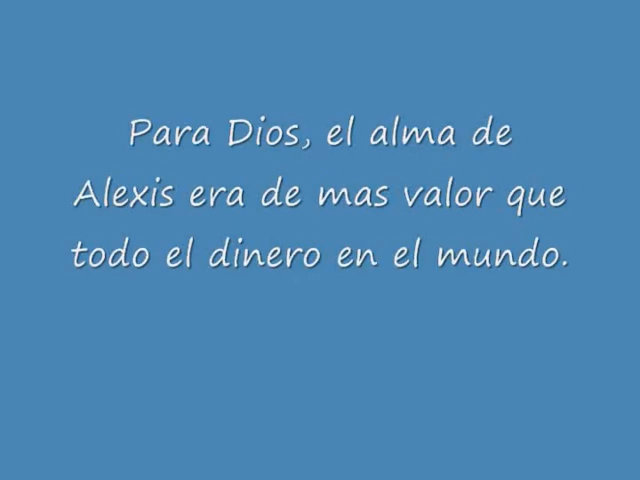 Para Dios, el alma de
Alexis era de mas valor que
todo el dinero en el mundo.